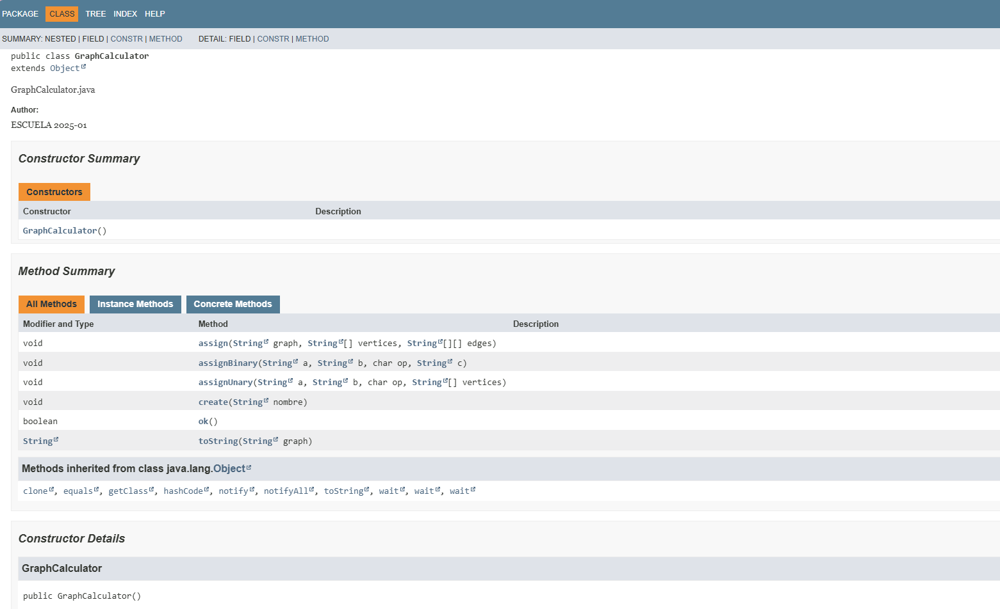 PACKAGE CLASS TREE INDEX HELP
SUMMARY: NESTED | FIELD | CONSTR | METHOD DETAIL: FIELD | CONSTR | METHOD
public class GraphCalculator
extends Object
GraphCalculator.java
Author:
ESCUELA 2025-01
Constructor Summary
Constructors
Constructor Description
GraphCalculator()
Method Summary
All Methods Instance Methods Concrete Methods
Modifier and Type Method Description
void assign(String graph, String[] vertices, String[][] edges)
void assignBinary(String a, String b, char op, String c)
void assignUnary(String a, String b, char op, String[] vertices)
void create(String nombre)
boolean ok()
String toString(String graph)
Methods inherited from class java.lang.Object
clone, equals, getClass, hashCode, notify, notifyAll, toString, wait, wait, wait
Constructor Details
GraphCalculator
public GraphCalculator()